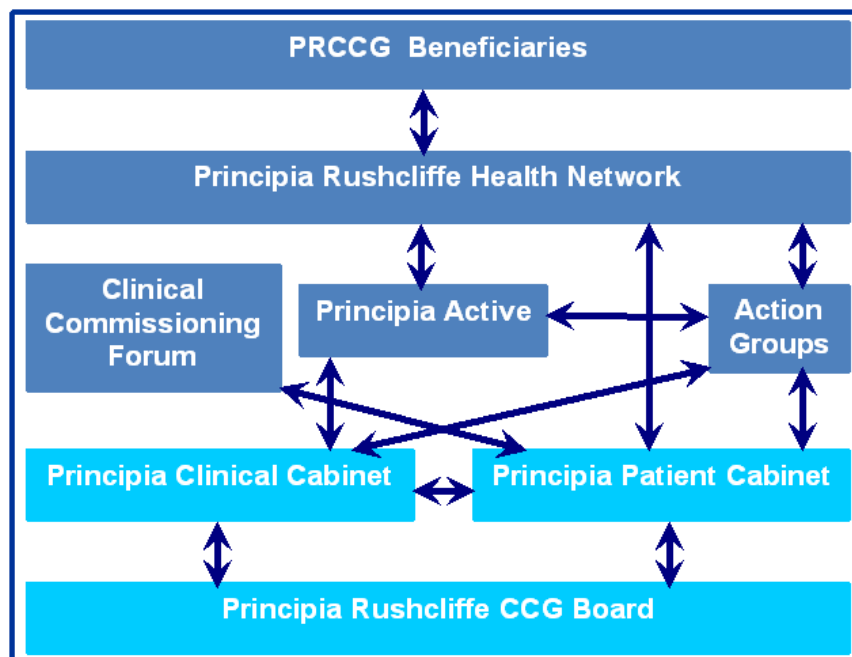 PRCCG  Beneficiaries
Principia Rushcliffe Health Network
Clinical
Commissioning
Forum
Principia Active
Action
Groups
Principia Clinical Cabinet
Principia Patient Cabinet
Principia Rushcliffe CCG Board